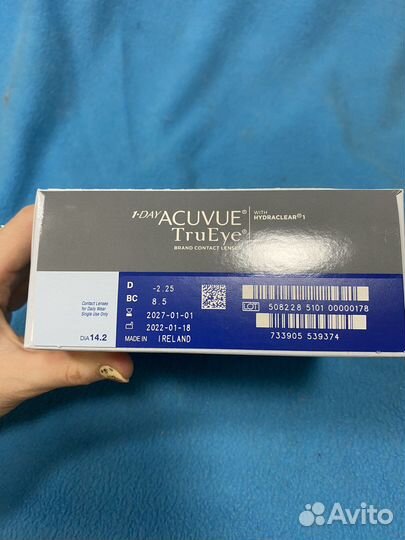 1-DAY ACUVUE® WITH HYDRACLEAR® 1
TruEye®
BRAND CONTACT LENSES
D -2.25
BC 8.5
2027-01-01
2022-01-18
MADE IN IRELAND
Contact Lenses
for Daily Wear
Single Use Only
DIA 14.2
LOT 508228 5101 00000178
733905 539374
Avito